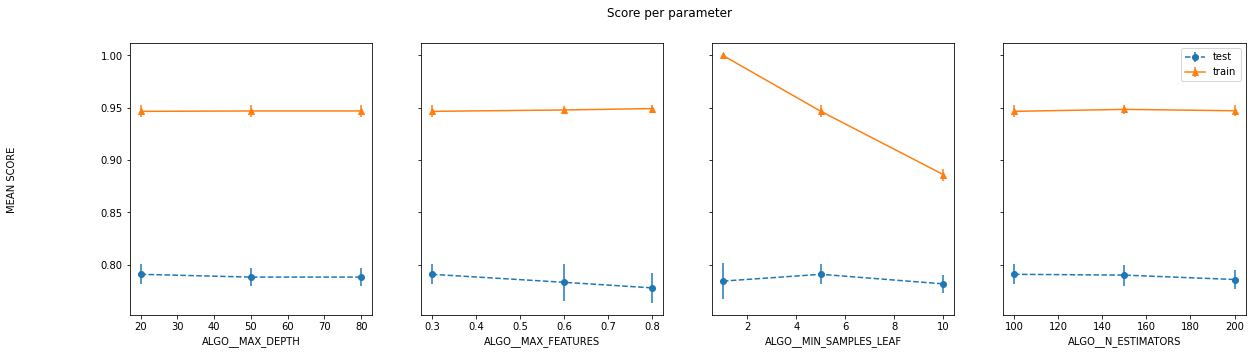 Score per parameter
MEAN SCORE
1.00
0.95
0.90
0.85
0.80
20 30 40 50 60 70 80
ALGO__MAX_DEPTH
0.3 0.4 0.5 0.6 0.7 0.8
ALGO__MAX_FEATURES
2 4 6 8 10
ALGO__MIN_SAMPLES_LEAF
test
train
100 120 140 160 180 200
ALGO__N_ESTIMATORS